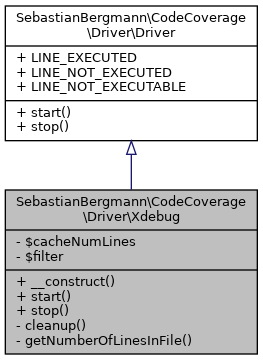 SebastianBergmann\CodeCoverage
\Driver\Driver
+ LINE_EXECUTED
+ LINE_NOT_EXECUTED
+ LINE_NOT_EXECUTABLE
+ start()
+ stop()
SebastianBergmann\CodeCoverage
\Driver\Xdebug
- $cacheNumLines
- $filter
+ __construct()
+ start()
+ stop()
- cleanup()
- getNumberOfLinesInFile()